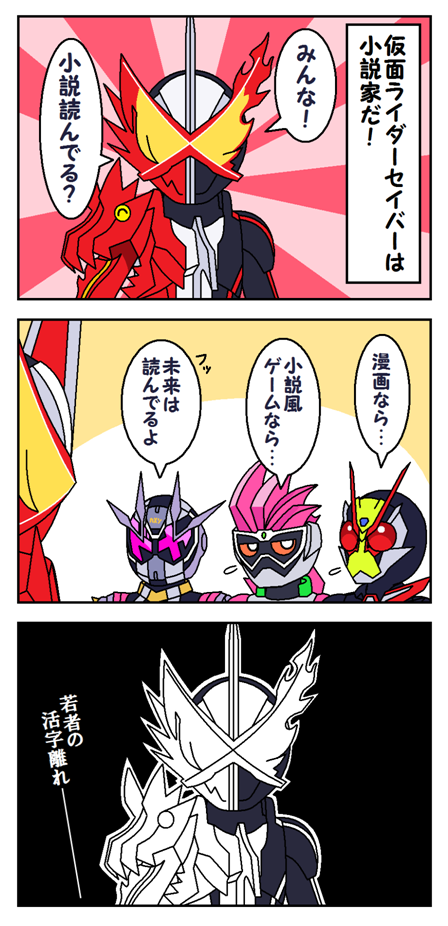 仮面ライダーセイバーは
小説家だ！
みんな！
小説読んでる？
漫画なら…
小説風
ゲームなら…
フッ
未来は
読んでるよ
若者の
活字離れ―